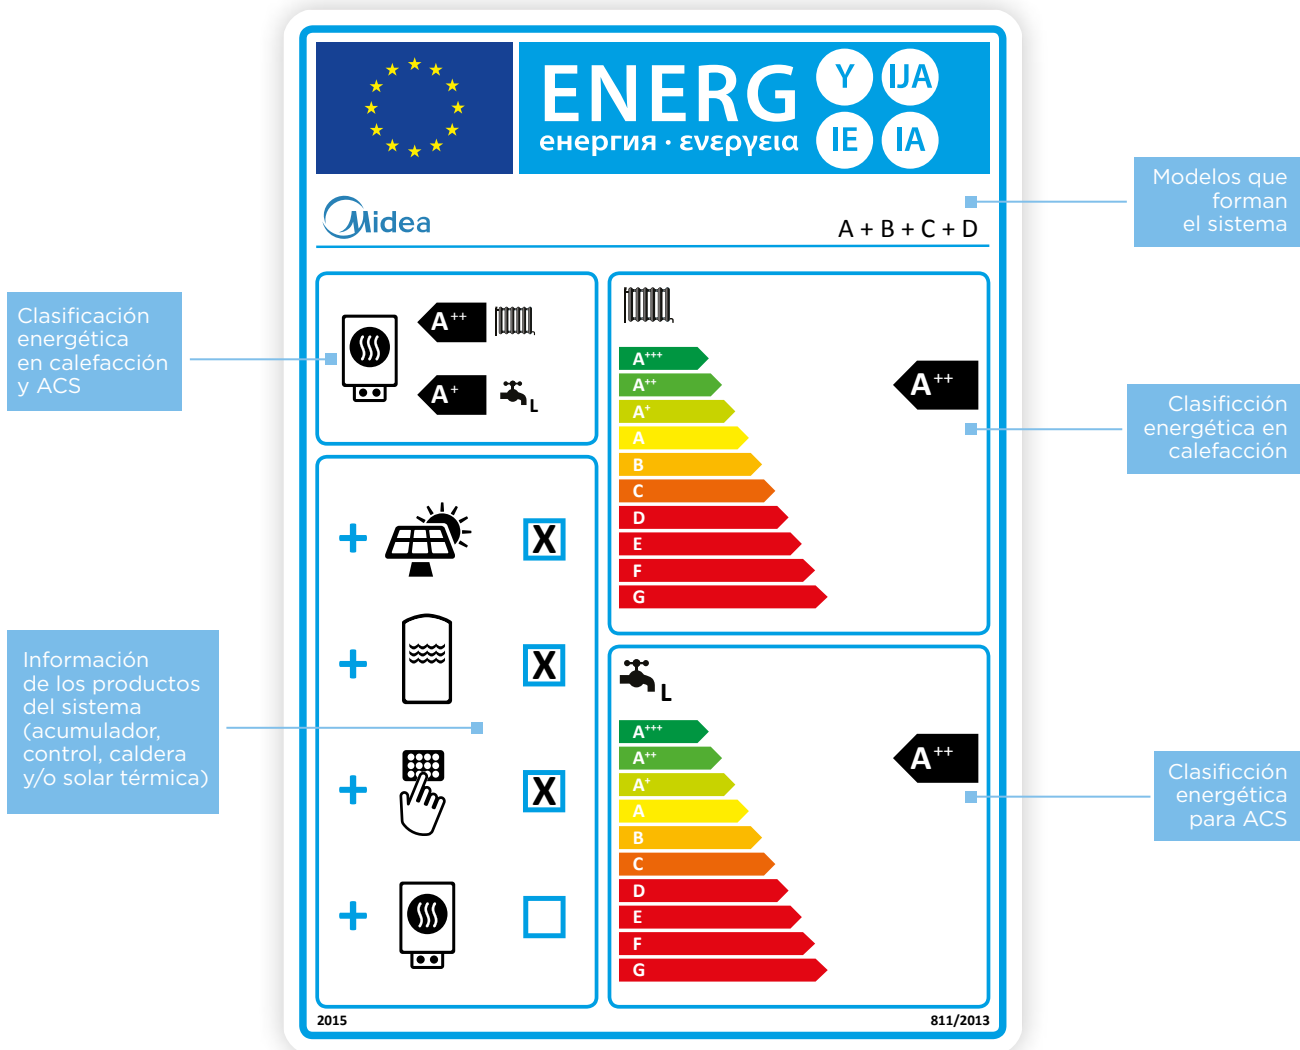 ENERG Y IJA
енергия · ενεργεια IE IA
Midea
A + B + C + D
Modelos que
forman
el sistema
Clasificación
energética
en calefacción
y ACS
A++
A+
L
A+++
A++
A+
A
B
C
D
E
F
G
A++
Clasificción
energética en
calefacción
Información
de los productos
del sistema
(acumulador,
control, caldera
y/o solar térmica)
X
X
X
L
A+++
A++
A+
A
B
C
D
E
F
G
A++
Clasificción
energética
para ACS
2015
811/2013